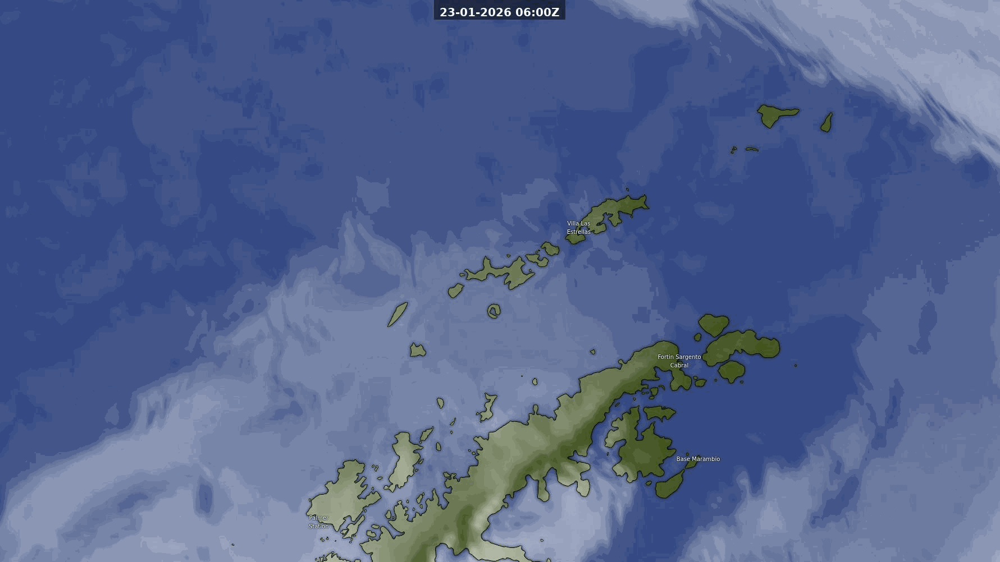 23-01-2026 06:00Z
Villa Las
Estrellas
Fortin Sargento
Cabral
Base Marambio
Palmer
Station